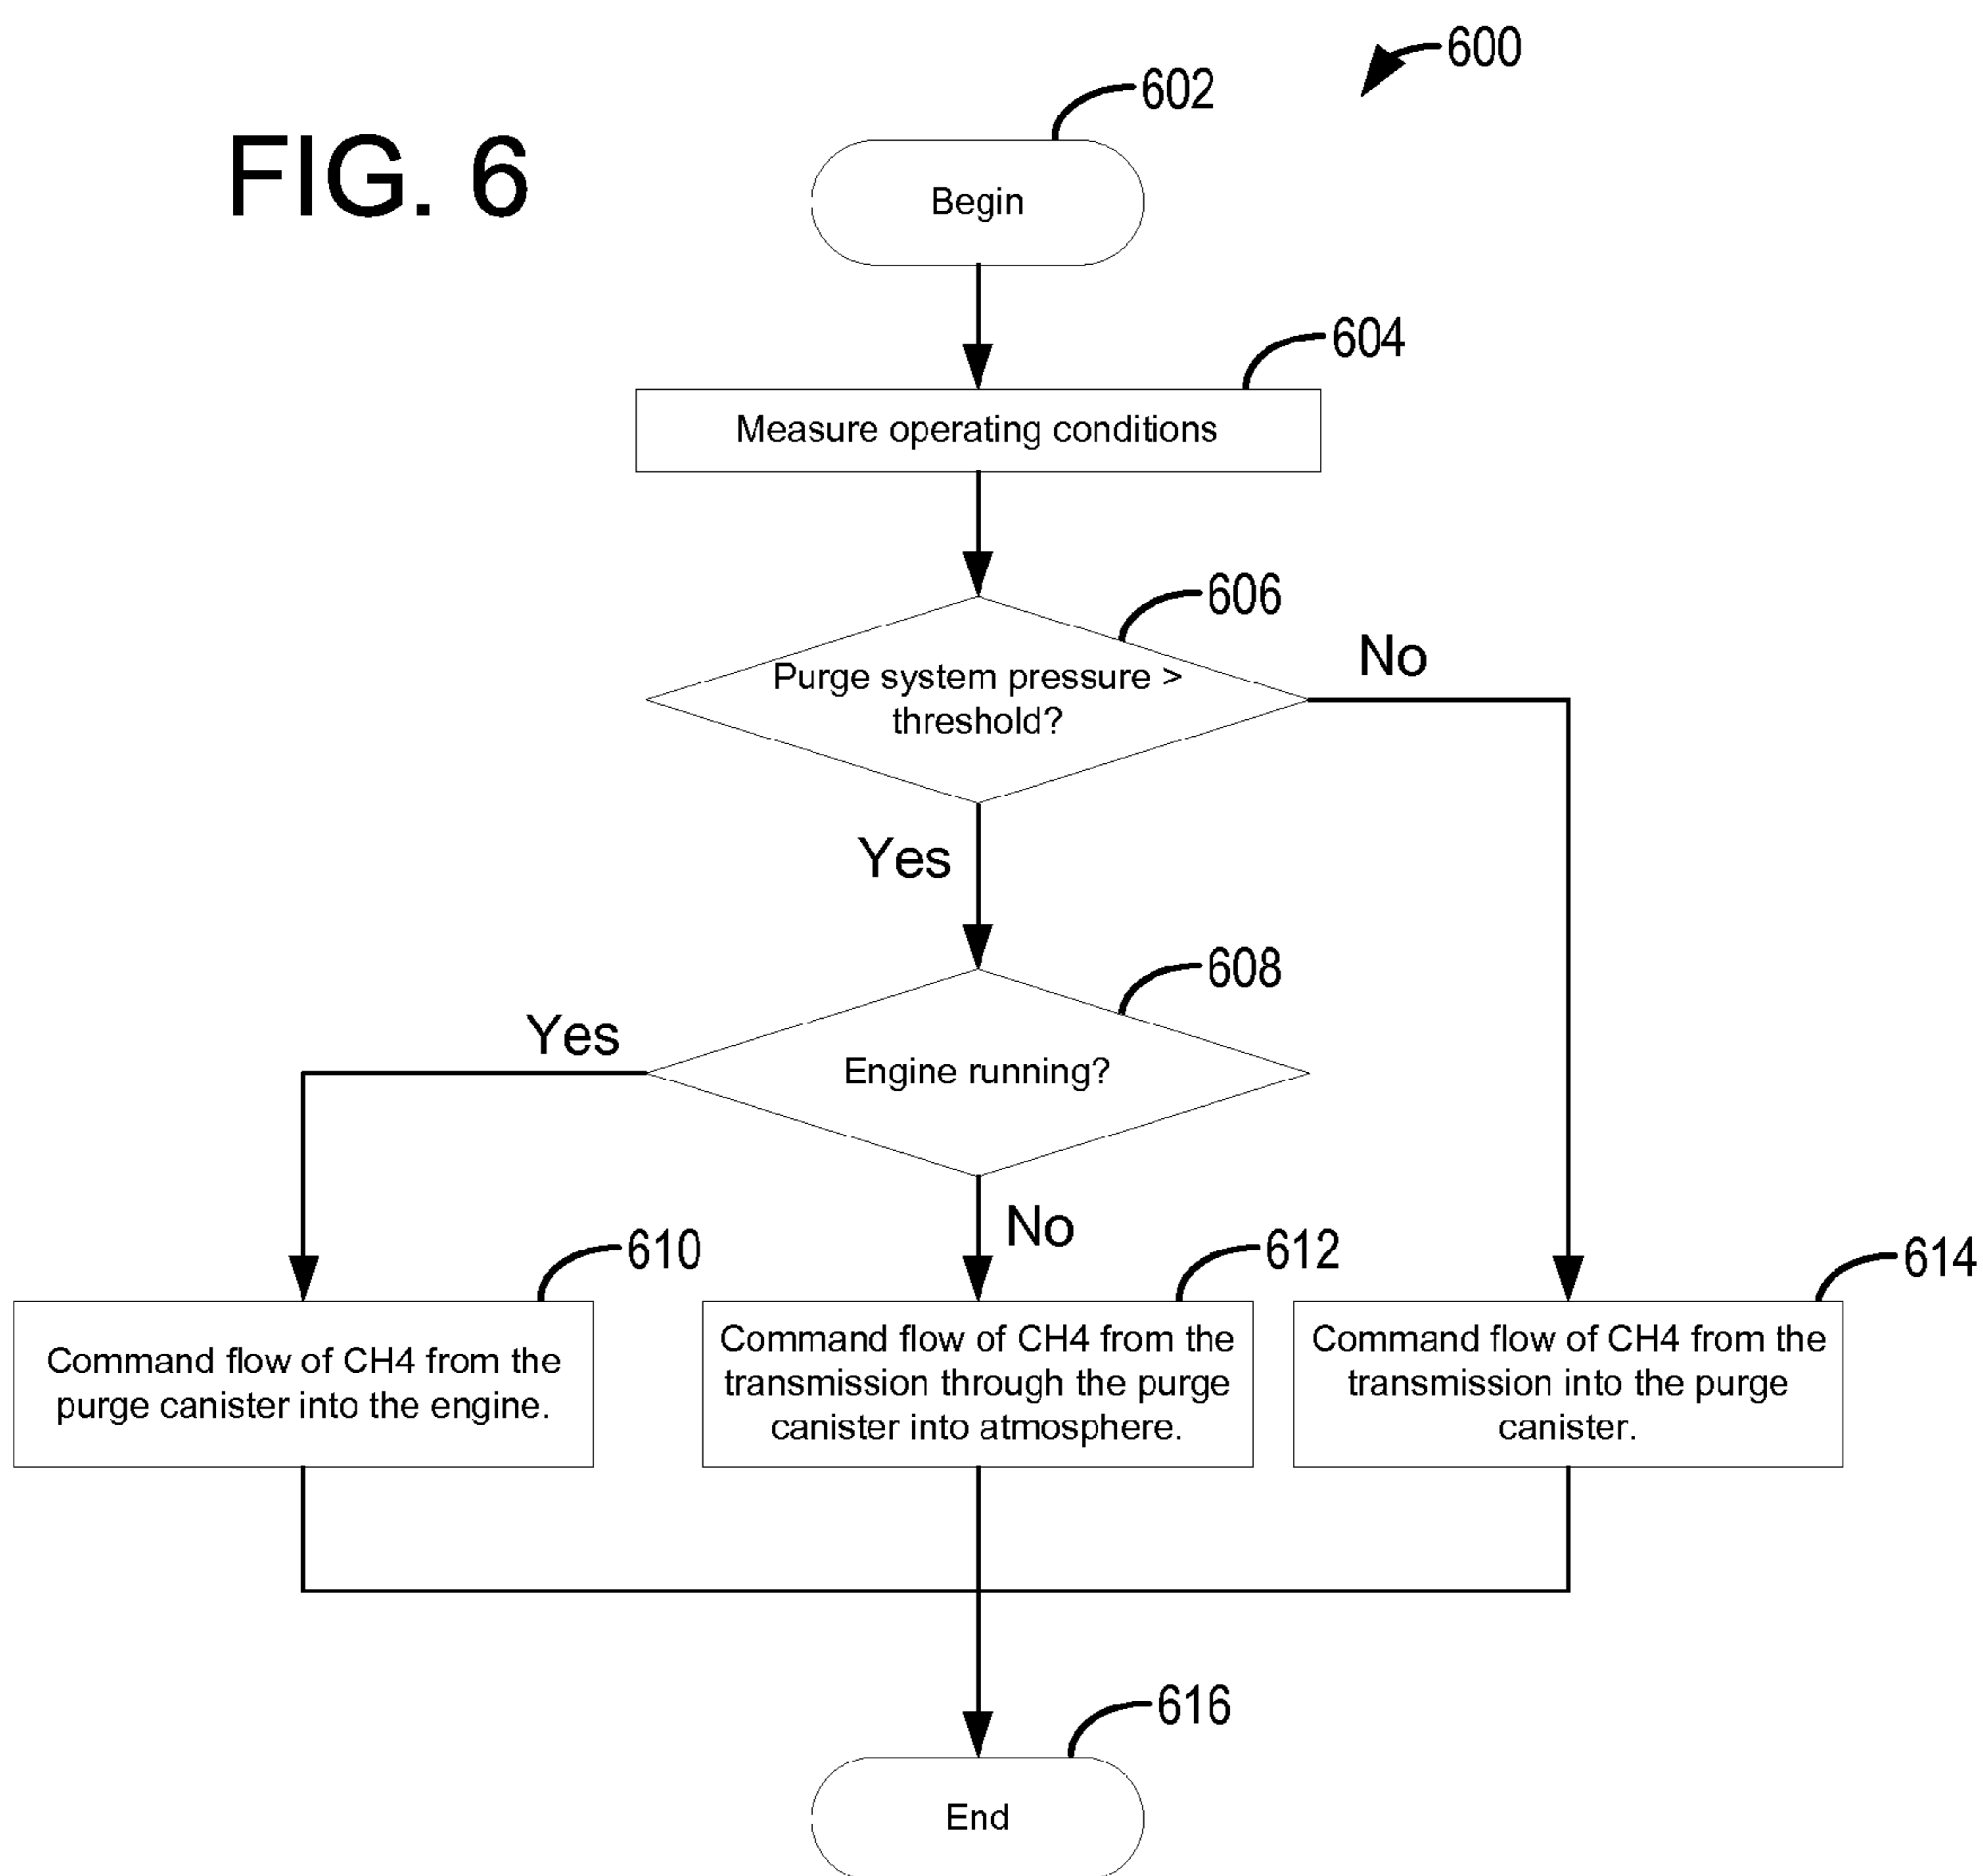 600
602
FIG. 6
Begin
604
Measure operating conditions
606
No
Purge system pressure >
threshold?
Yes
608
Yes
Engine running?
No
610
612
614
Command flow of CH4 from the
purge canister into the engine.
Command flow of CH4 from the
transmission through the purge
canister into atmosphere.
Command flow of CH4 from the
transmission into the purge
canister.
616
End